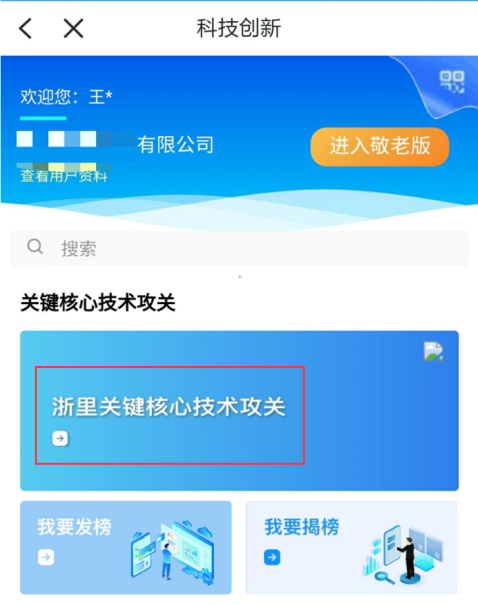 科技创新
欢迎您：王*
有限公司
进入敬老版
查看用户资料
搜索
关键核心技术攻关
浙里关键核心技术攻关
我要发榜
我要揭榜